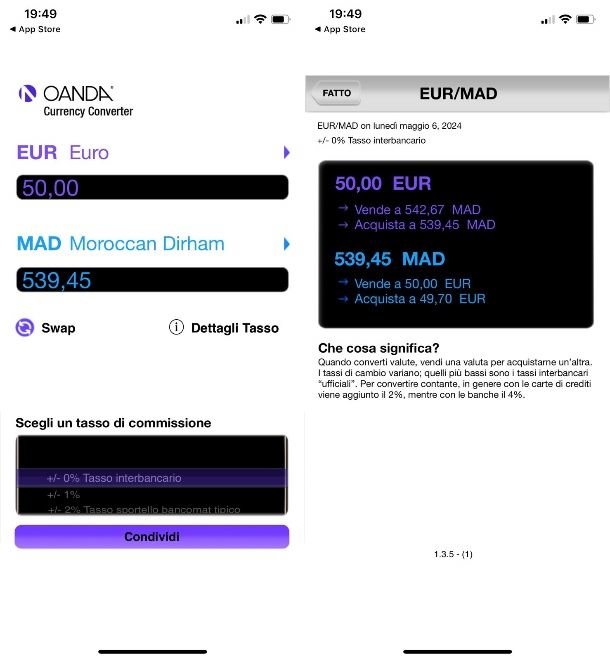 19:49
◀ App Store
OANDA®
Currency Converter
EUR Euro
50,00
MAD Moroccan Dirham
539,45
Swap
Dettagli Tasso
Scegli un tasso di commissione
+/- 0% Tasso interbancario
+/- 1%
+/- 2% Tasso sportello bancomat tipico
Condividi
19:49
◀ App Store
FATTO
EUR/MAD
EUR/MAD on lunedì maggio 6, 2024
+/- 0% Tasso interbancario
50,00 EUR
→ Vende a 542,67 MAD
→ Acquista a 539,45 MAD
539,45 MAD
→ Vende a 50,00 EUR
→ Acquista a 49,70 EUR
Che cosa significa?
Quando converti valute, vendi una valuta per acquistarne un'altra.
I tassi di cambio variano; quelli più bassi sono i tassi interbancari
"ufficiali". Per convertire contante, in genere con le carte di crediti
viene aggiunto il 2%, mentre con le banche il 4%.
1.3.5 - (1)